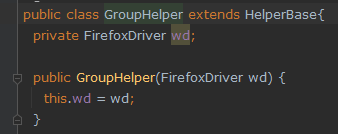 public class GroupHelper extends HelperBase{
private FirefoxDriver wd;
public GroupHelper(FirefoxDriver wd) {
this.wd = wd;
}